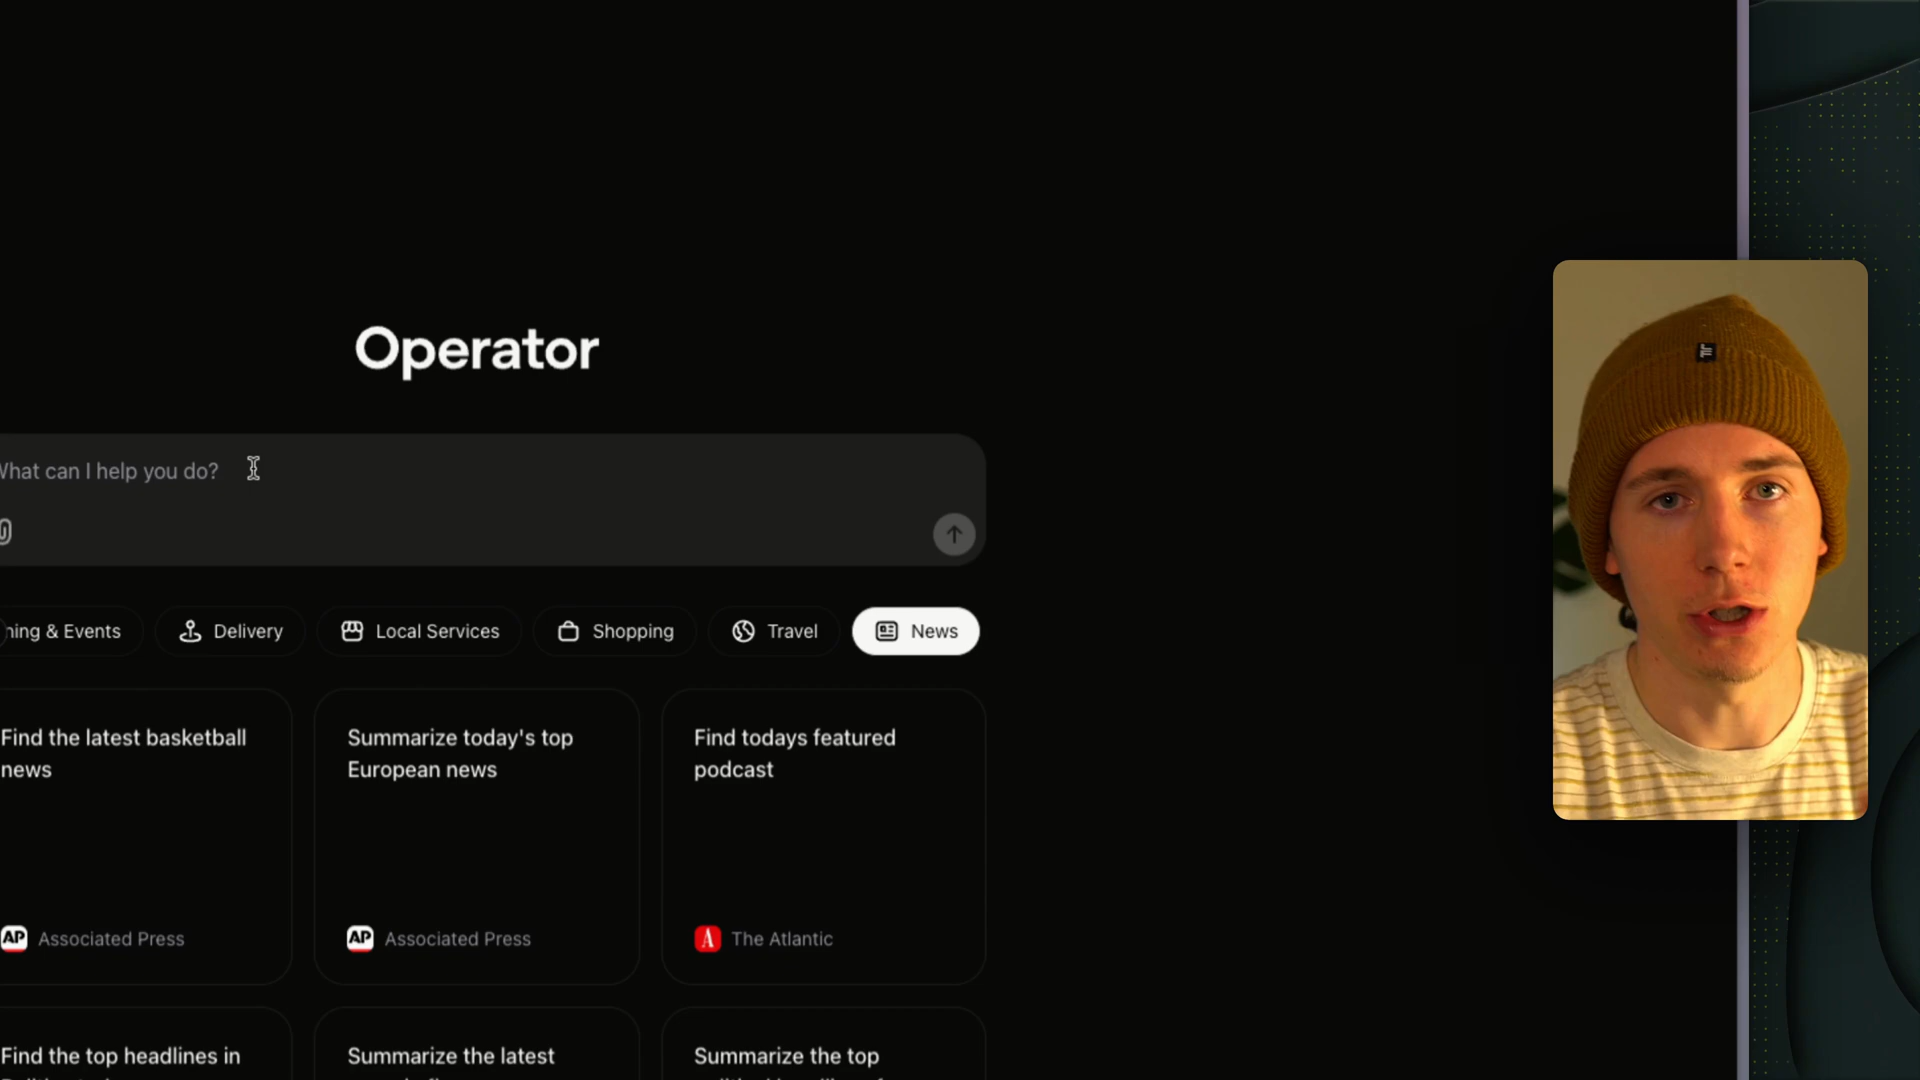 Operator
What can I help you do?
ning & Events
Delivery
Local Services
Shopping
Travel
News
Find the latest basketball
news
Summarize today's top
European news
Find todays featured
podcast
AP Associated Press
AP Associated Press
A The Atlantic
Find the top headlines in
Summarize the latest
Summarize the top